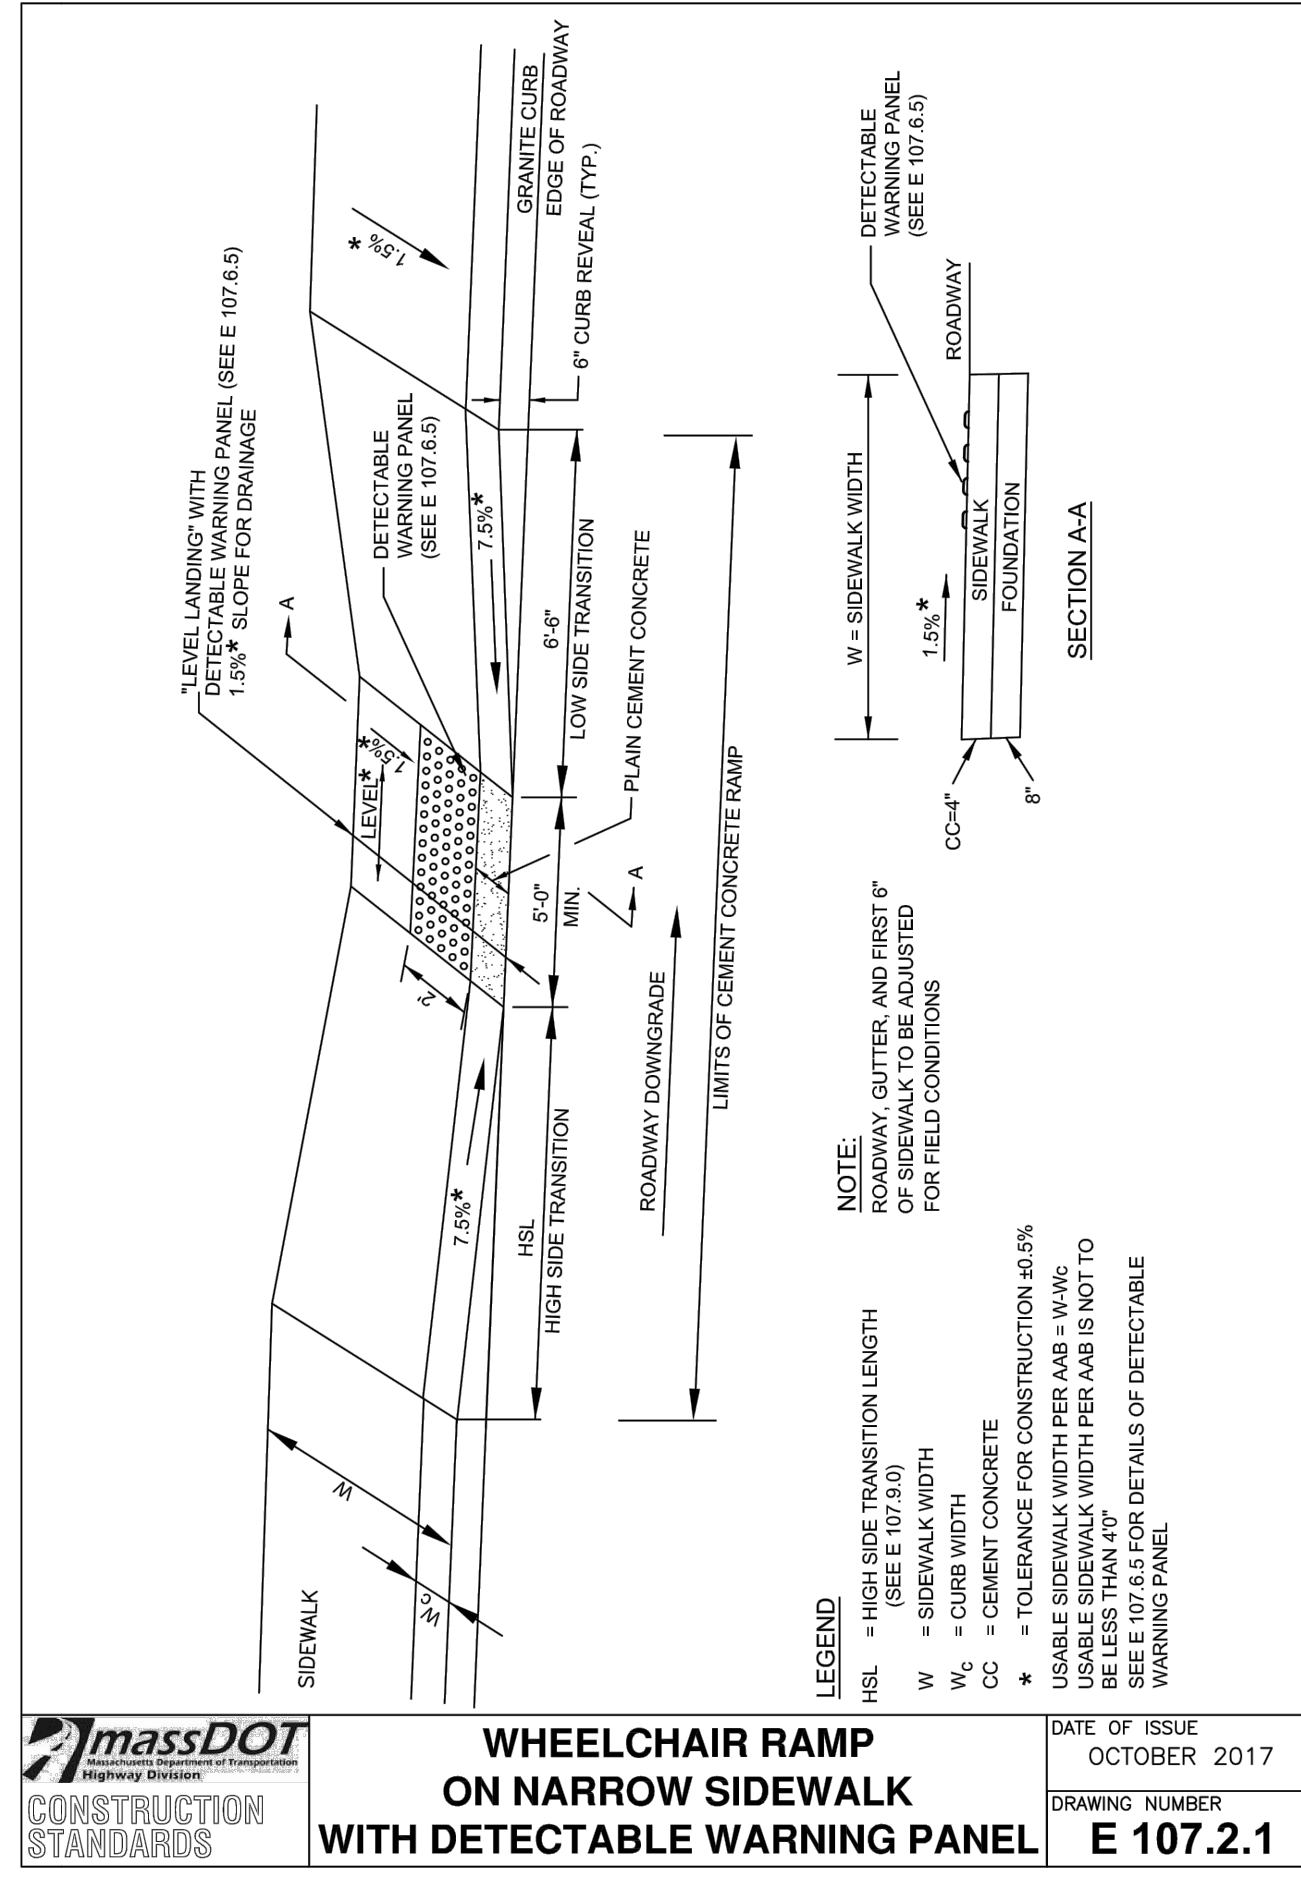 "LEVEL LANDING" WITH
DETECTABLE WARNING PANEL (SEE E 107.6.5)
1.5%* SLOPE FOR DRAINAGE
A
DETECTABLE
WARNING PANEL
(SEE E 107.6.5)
1.5%*
GRANITE CURB
EDGE OF ROADWAY
6" CURB REVEAL (TYP.)
SIDEWALK
W
Wc
LEVEL*
1.5%*
2'
7.5%*
7.5%*
HSL
HIGH SIDE TRANSITION
5'-0"
MIN.
6'-6"
LOW SIDE TRANSITION
PLAIN CEMENT CONCRETE
A
ROADWAY DOWNGRADE
LIMITS OF CEMENT CONCRETE RAMP
LEGEND
HSL = HIGH SIDE TRANSITION LENGTH
(SEE E 107.9.0)
W = SIDEWALK WIDTH
Wc = CURB WIDTH
CC = CEMENT CONCRETE
* = TOLERANCE FOR CONSTRUCTION ±0.5%
USABLE SIDEWALK WIDTH PER AAB = W-Wc
USABLE SIDEWALK WIDTH PER AAB IS NOT TO
BE LESS THAN 4'0"
SEE E 107.6.5 FOR DETAILS OF DETECTABLE
WARNING PANEL
NOTE:
ROADWAY, GUTTER, AND FIRST 6"
OF SIDEWALK TO BE ADJUSTED
FOR FIELD CONDITIONS
W = SIDEWALK WIDTH
DETECTABLE
WARNING PANEL
(SEE E 107.6.5)
1.5%*
ROADWAY
SIDEWALK
FOUNDATION
CC=4"
8"
SECTION A-A
massDOT
Massachusetts Department of Transportation
Highway Division
CONSTRUCTION
STANDARDS
WHEELCHAIR RAMP
ON NARROW SIDEWALK
WITH DETECTABLE WARNING PANEL
DATE OF ISSUE
OCTOBER 2017
DRAWING NUMBER
E 107.2.1